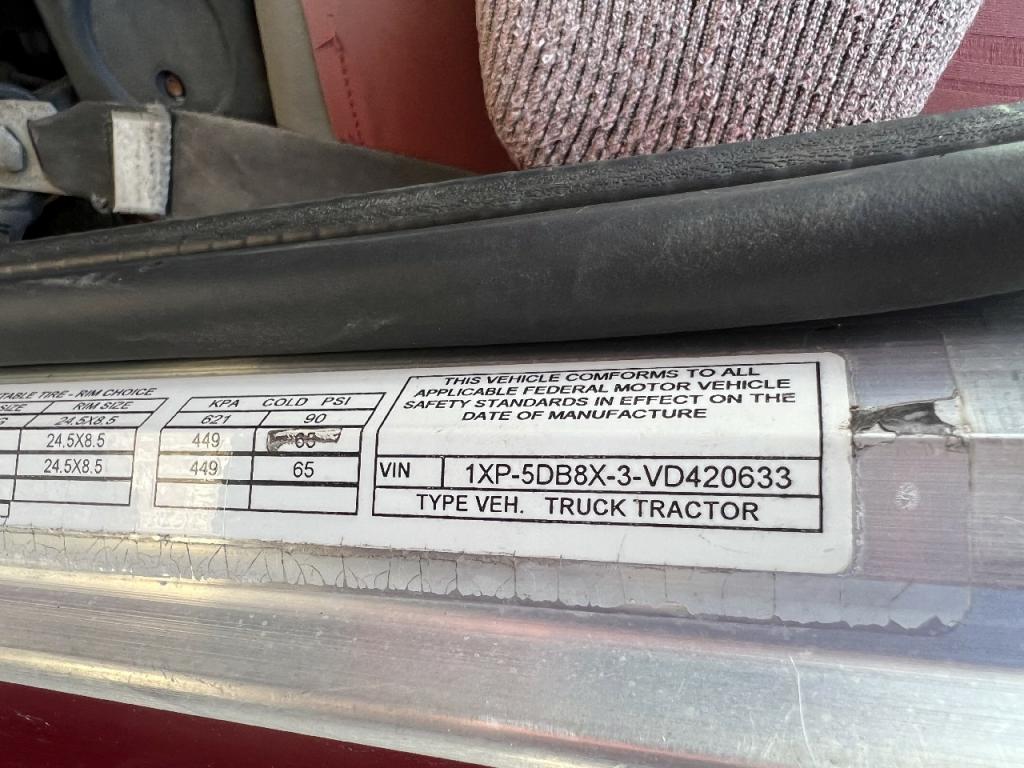 TABLE TIRE - RIM CHOICE
SIZE RIM SIZE
24.5X8.5
24.5X8.5
24.5X8.5
KPA COLD PSI
621 90
449 65
449 65
THIS VEHICLE CONFORMS TO ALL
APPLICABLE FEDERAL MOTOR VEHICLE
SAFETY STANDARDS IN EFFECT ON THE
DATE OF MANUFACTURE
VIN 1XP-5DB8X-3-VD420633
TYPE VEH. TRUCK TRACTOR